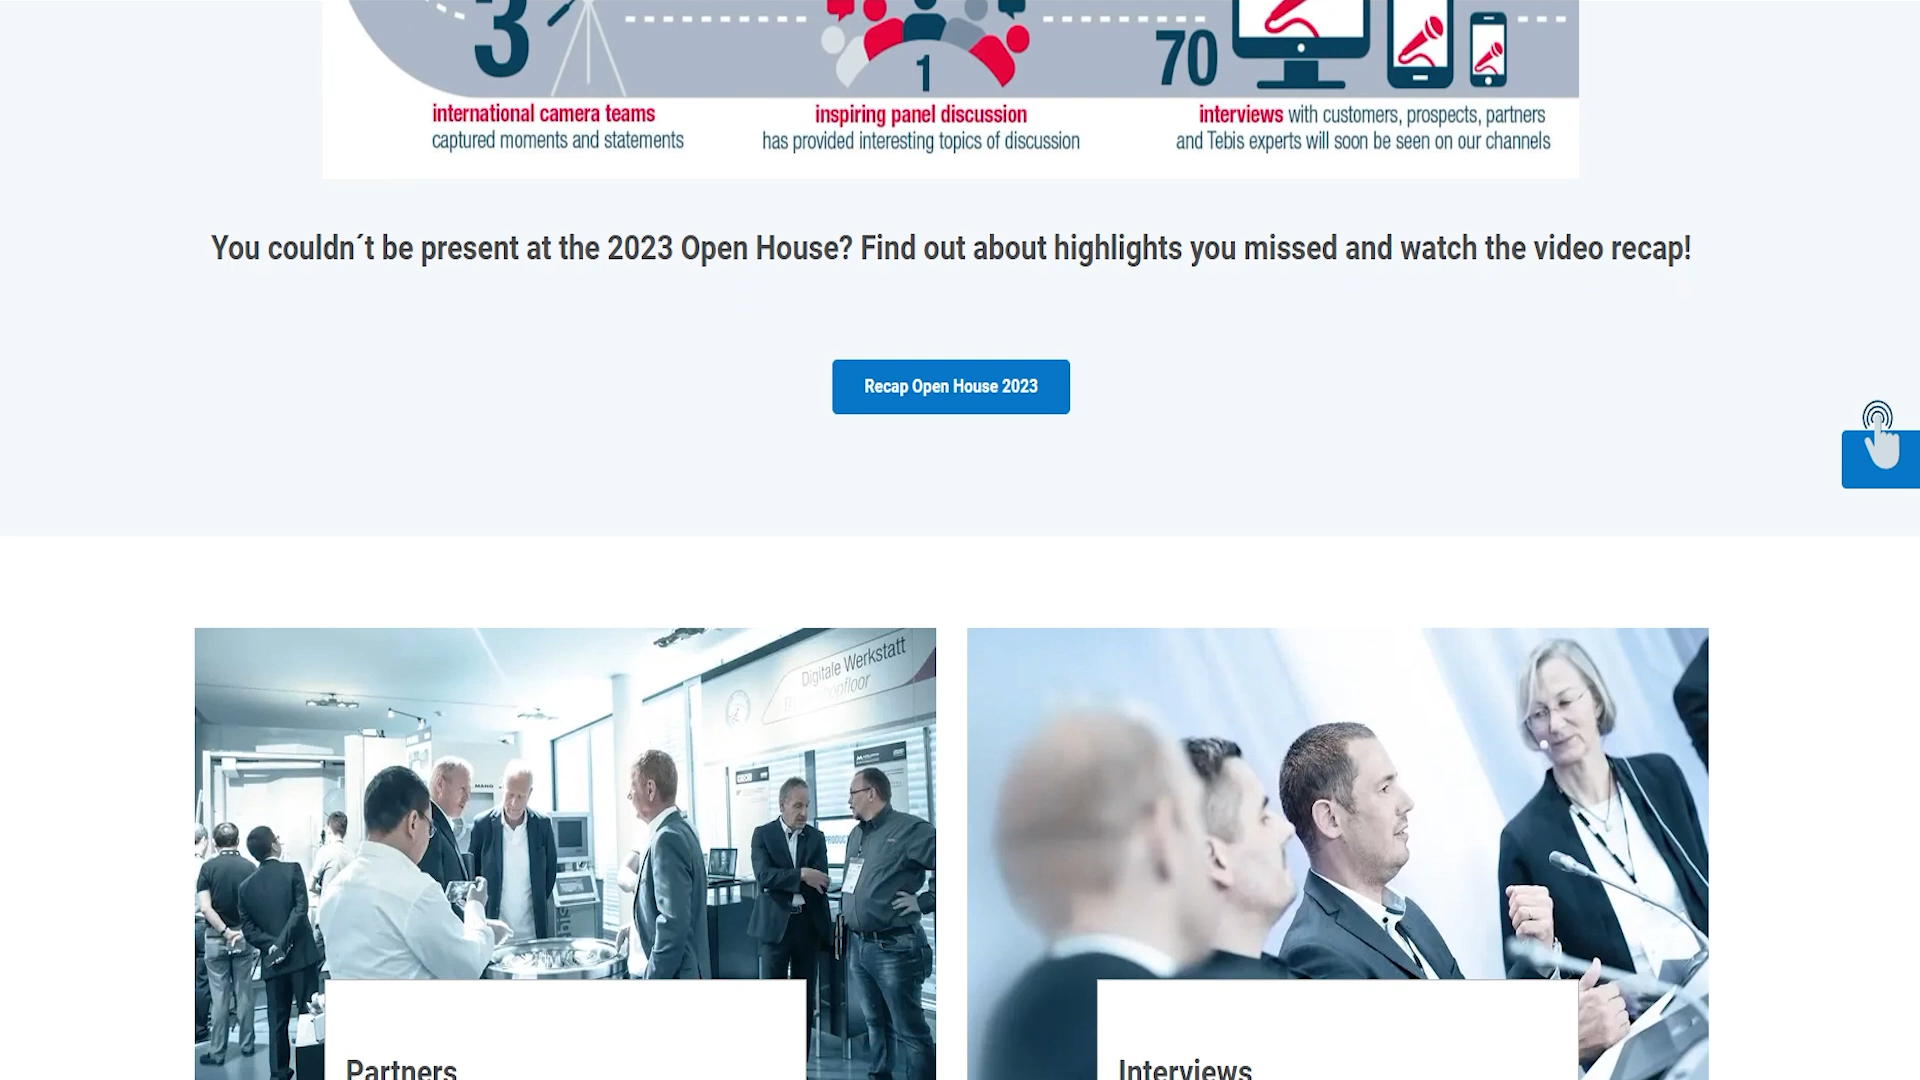 3
1
70
international camera teams
captured moments and statements
inspiring panel discussion
has provided interesting topics of discussion
interviews with customers, prospects, partners
and Tebis experts will soon be seen on our channels
You couldn´t be present at the 2023 Open House? Find out about highlights you missed and watch the video recap!
Recap Open House 2023
Digitale Werkstatt
Partners
Interviews